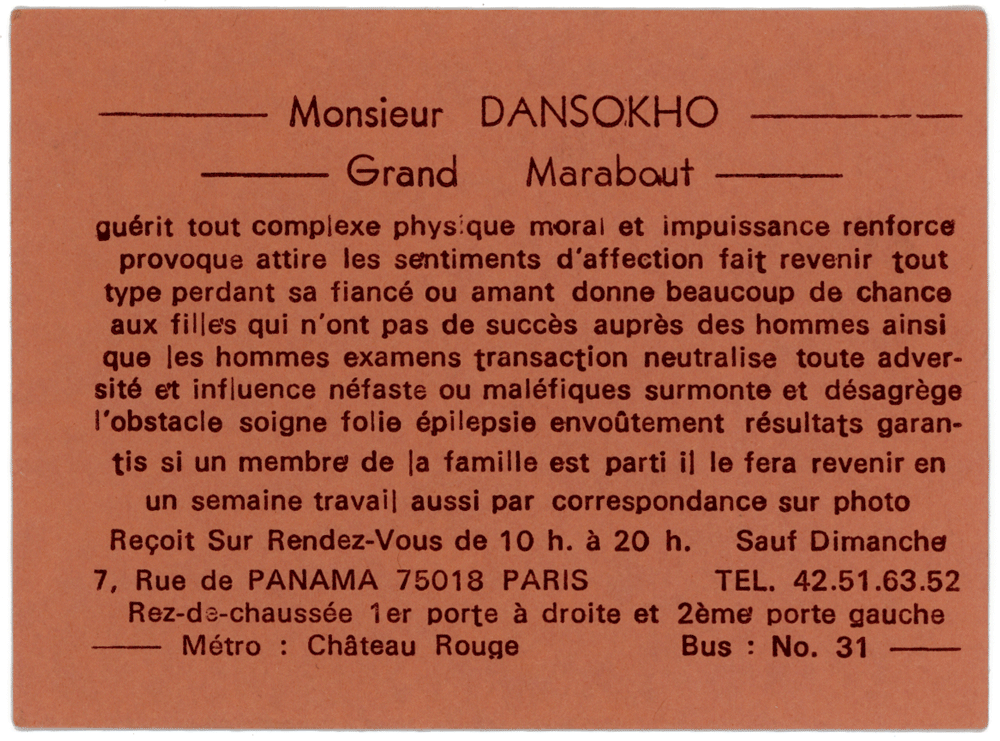 Monsieur DANSOKHO
Grand Marabout
guérit tout complexe physique moral et impuissance renforce
provoque attire les sentiments d'affection fait revenir tout
type perdant sa fiancé ou amant donne beaucoup de chance
aux filles qui n'ont pas de succès auprès des hommes ainsi
que les hommes examens transaction neutralise toute adver-
sité et influence néfaste ou maléfiques surmonte et désagrège
l'obstacle soigne folie épilepsie envoûtement résultats garan-
tis si un membre de la famille est parti il le fera revenir en
un semaine travail aussi par correspondance sur photo
Reçoit Sur Rendez-Vous de 10 h. à 20 h. Sauf Dimanche
7, Rue de PANAMA 75018 PARIS TEL. 42.51.63.52
Rez-de-chaussée 1er porte à droite et 2ème porte gauche
Métro : Château Rouge Bus : No. 31